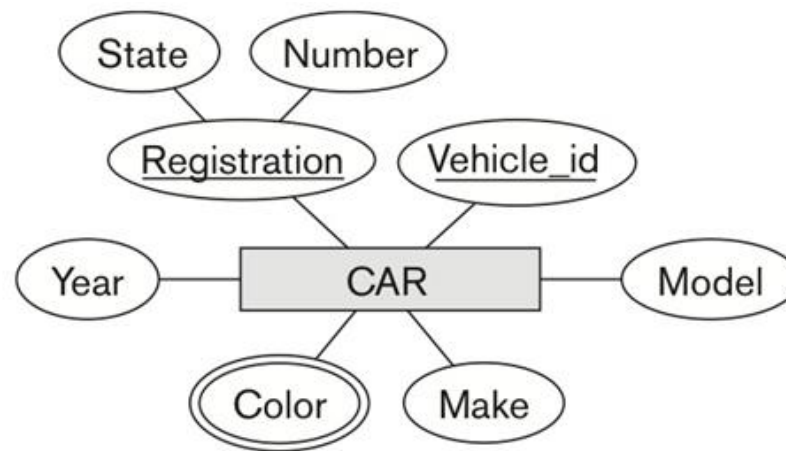 State
Number
Registration
Vehicle_id
Year
CAR
Model
Color
Make